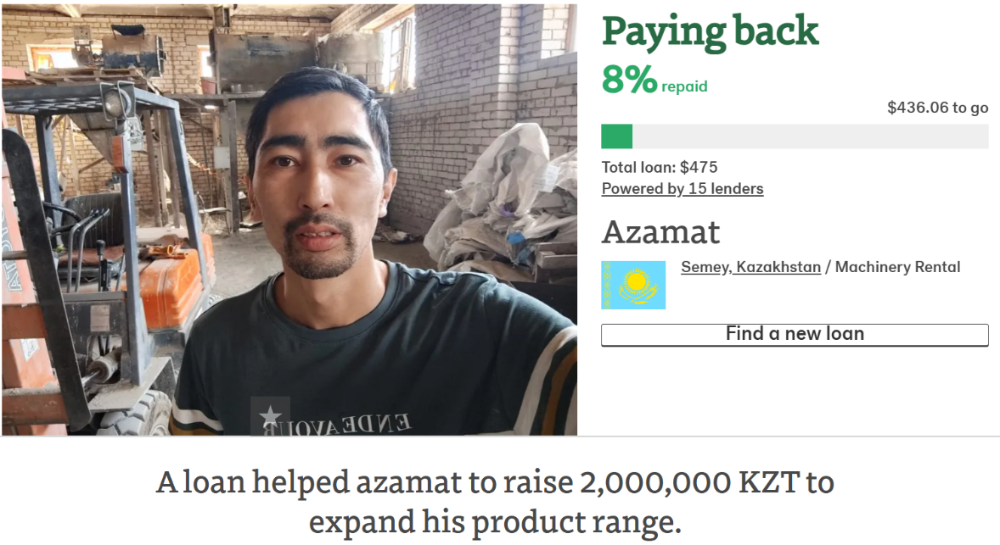 Paying back
8% repaid
$436.06 to go
Total loan: $475
Powered by 15 lenders
Azamat
Semey, Kazakhstan / Machinery Rental
Find a new loan
ENDEAVOUR
A loan helped azamat to raise 2,000,000 KZT to
expand his product range.